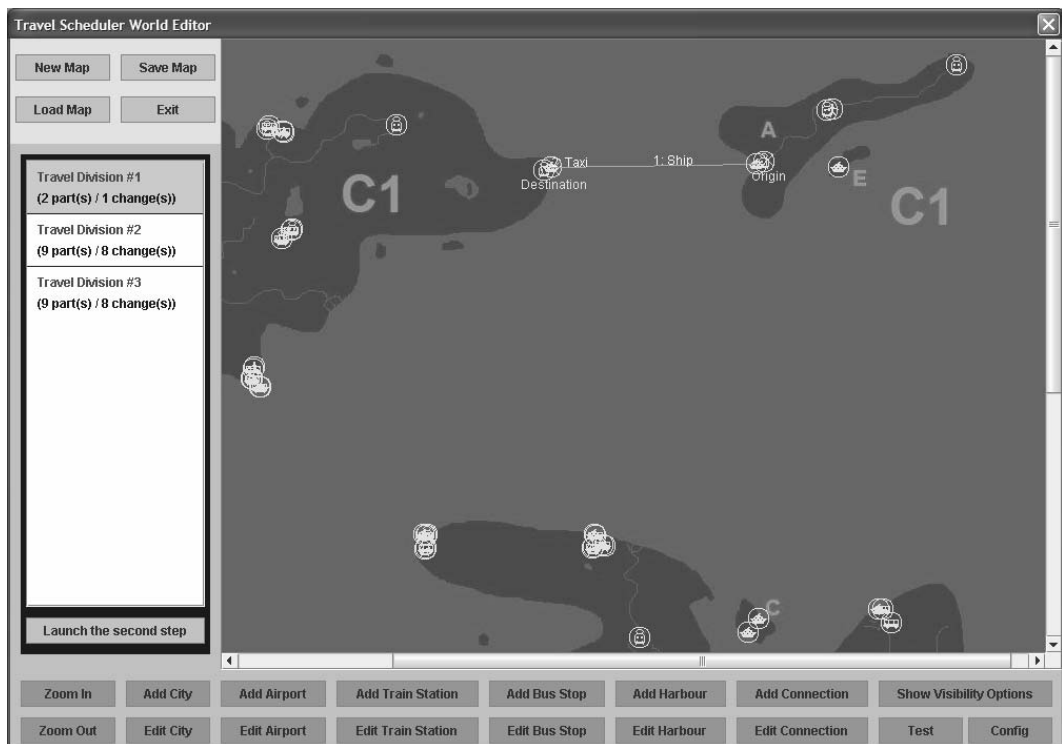 Travel Scheduler World Editor
New Map
Save Map
Load Map
Exit
Travel Division #1
(2 part(s) / 1 change(s))
Travel Division #2
(9 part(s) / 8 change(s))
Travel Division #3
(9 part(s) / 8 change(s))
Launch the second step
C1
Taxi
Destination
1: Ship
A
Origin
E
C1
C
Zoom In
Add City
Add Airport
Add Train Station
Add Bus Stop
Add Harbour
Add Connection
Show Visibility Options
Zoom Out
Edit City
Edit Airport
Edit Train Station
Edit Bus Stop
Edit Harbour
Edit Connection
Test
Config